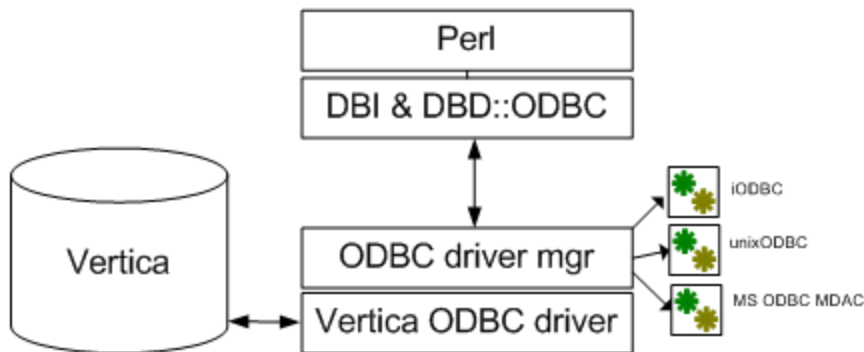 Perl
DBI & DBD::ODBC
Vertica
ODBC driver mgr
Vertica ODBC driver
iODBC
unixODBC
MS ODBC MDAC